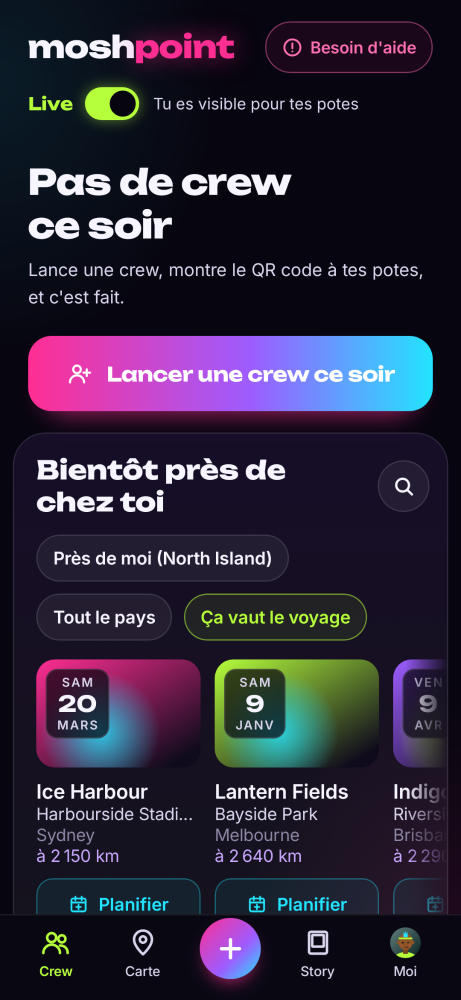 moshpoint
Besoin d'aide
Live
Tu es visible pour tes potes
Pas de crew
ce soir
Lance une crew, montre le QR code à tes potes,
et c'est fait.
Lancer une crew ce soir
Bientôt près de
chez toi
Près de moi (North Island)
Tout le pays
Ça vaut le voyage
SAM
20
MARS
SAM
9
JANV
VEN
9
AVR
Ice Harbour
Harbourside Stadi...
Sydney
à 2 150 km
Lantern Fields
Bayside Park
Melbourne
à 2 640 km
Planifier
Planifier
Crew
Carte
Story
Moi